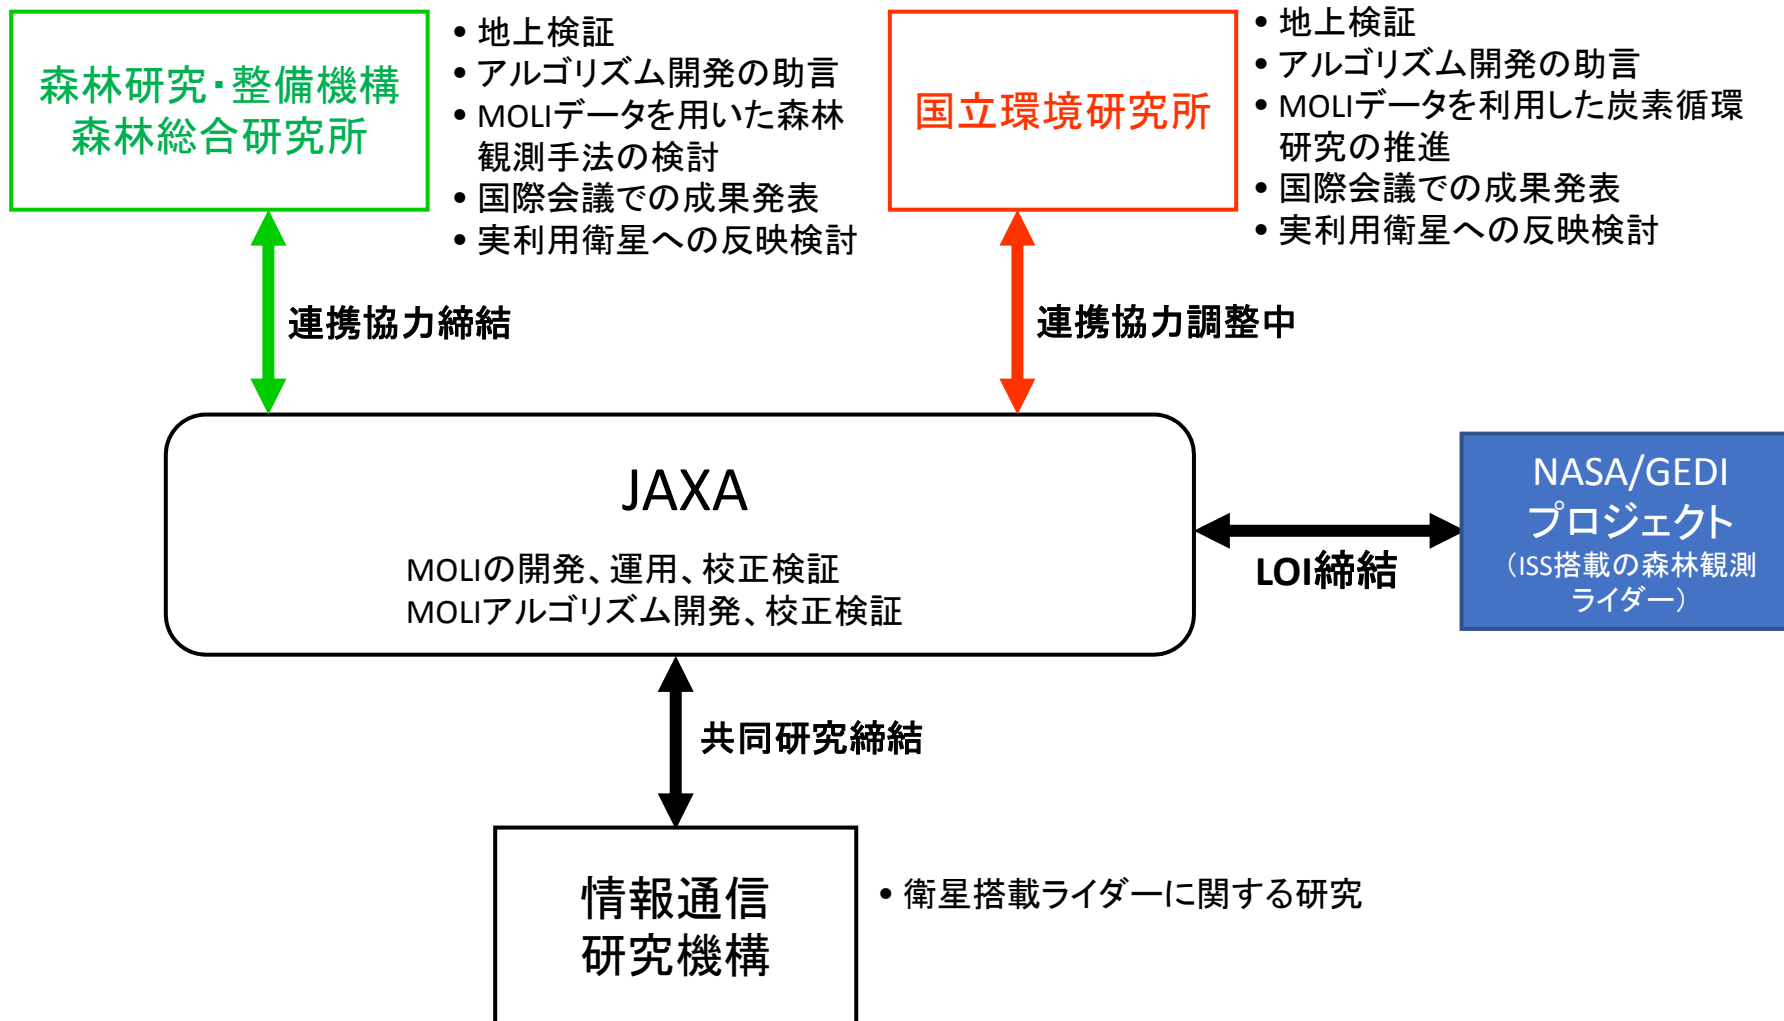 森林研究・整備機構
森林総合研究所
• 地上検証
• アルゴリズム開発の助言
• MOLIデータを用いた森林
観測手法の検討
• 国際会議での成果発表
• 実利用衛星への反映検討
国立環境研究所
• 地上検証
• アルゴリズム開発の助言
• MOLIデータを利用した炭素循環
研究の推進
• 国際会議での成果発表
• 実利用衛星への反映検討
連携協力締結
連携協力調整中
JAXA
MOLIの開発、運用、校正検証
MOLIアルゴリズム開発、校正検証
LOI締結
NASA/GEDI
プロジェクト
（ISS搭載の森林観測
ライダー）
共同研究締結
情報通信
研究機構
• 衛星搭載ライダーに関する研究